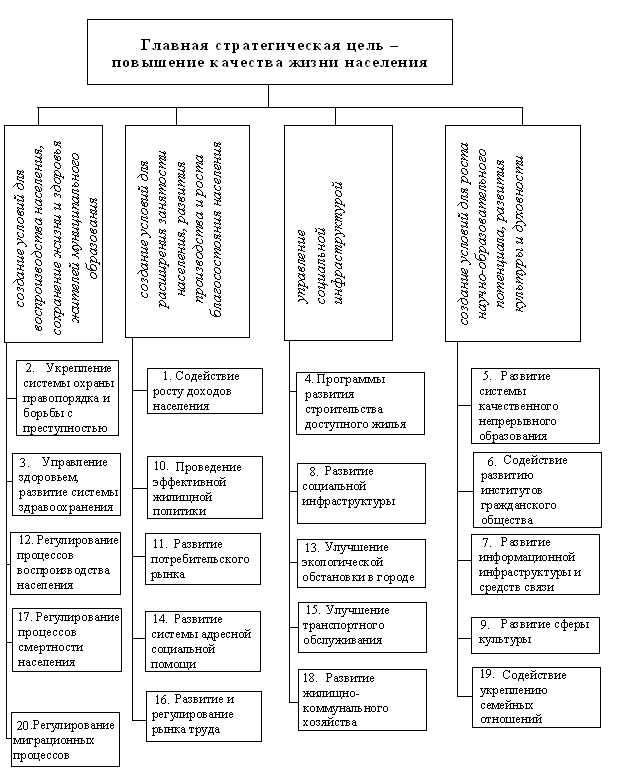 Главная стратегическая цель –
повышение качества жизни населения
создание условий для
воспроизводства населения,
сохранение жизни и здоровья
жителей муниципального
образования
2. Укрепление
системы охраны
правопорядка и
борьбы с
преступностью
3. Управление
здоровьем,
развитие системы
здравоохранения
12. Регулирование
процессов
воспроизводства
населения
17. Регулирование
процессов
смертности
населения
20.Регулирование
миграционных
процессов
создание условий для
расширения занятости
населения, развития
производства и роста
благосостояния населения
1. Содействие
росту доходов
населения
10. Проведение
эффективной
жилищной
политики
11. Развитие
потребительского
рынка
14. Развитие
системы адресной
социальной
помощи
16. Развитие и
регулирование
рынка труда
управление
социальной
инфраструктурой
4. Программы
развития
строительства
доступного жилья
8. Развитие
социальной
инфраструктуры
13. Улучшение
экологической
обстановки в городе
15. Улучшение
транспортного
обслуживания
18. Развитие
жилищно-
коммунального
хозяйства
создание условий для роста
научно-образовательного
потенциала, развития
культуры и духовности
5. Развитие
системы
качественного
непрерывного
образования
6. Содействие
развитию
институтов
гражданского
общества
7. Развитие
информационной
инфраструктуры и
средств связи
9. Развитие сферы
культуры
19. Содействие
укреплению
семейных
отношений